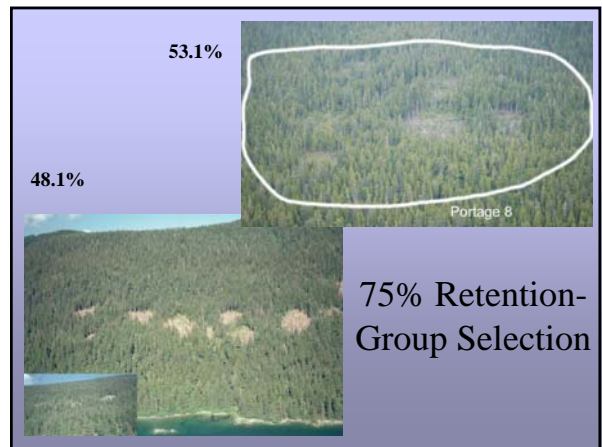 53.1%
Portage 8
48.1%
75% Retention-
Group Selection